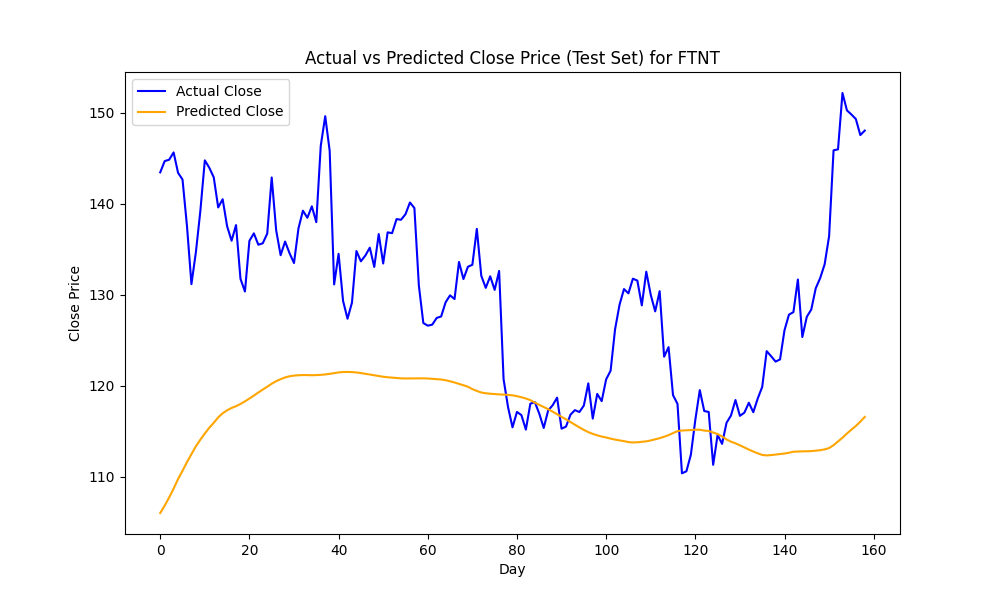 Actual vs Predicted Close Price (Test Set) for FTNT
Actual Close
Predicted Close
Close Price
150
140
130
120
110
0 20 40 60 80 100 120 140 160
Day